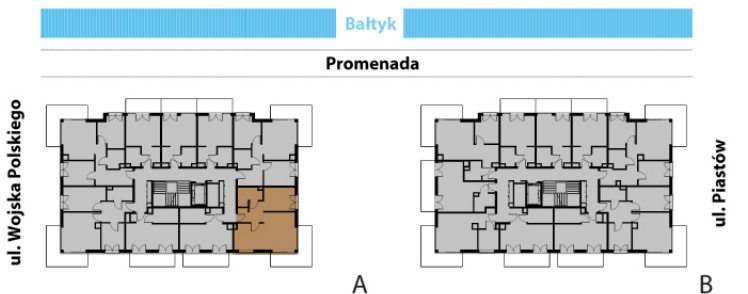 Bałtyk
Promenada
ul. Wojska Polskiego
ul. Piastów
A
B